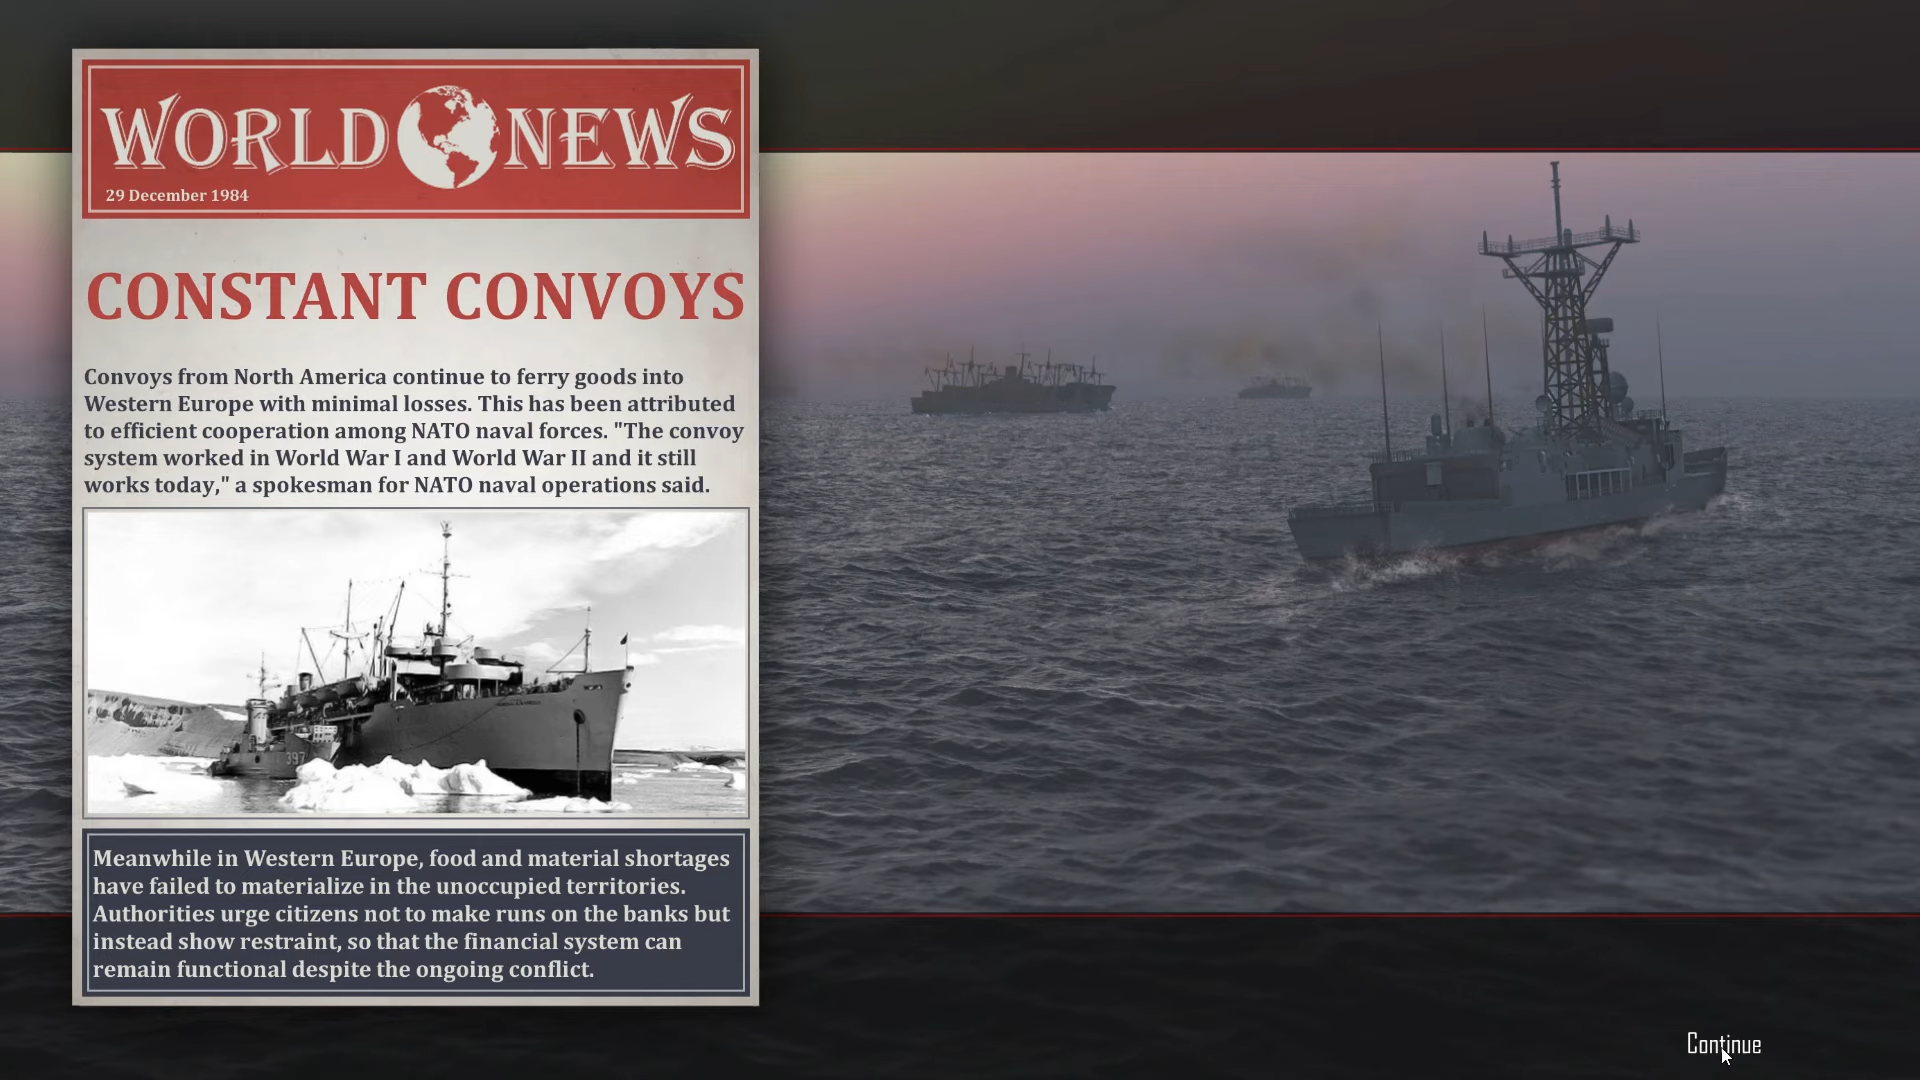 WORLD NEWS
29 December 1984
CONSTANT CONVOYS
Convoys from North America continue to ferry goods into
Western Europe with minimal losses. This has been attributed
to efficient cooperation among NATO naval forces. "The convoy
system worked in World War I and World War II and it still
works today," a spokesman for NATO naval operations said.
397
Meanwhile in Western Europe, food and material shortages
have failed to materialize in the unoccupied territories.
Authorities urge citizens not to make runs on the banks but
instead show restraint, so that the financial system can
remain functional despite the ongoing conflict.
Continue